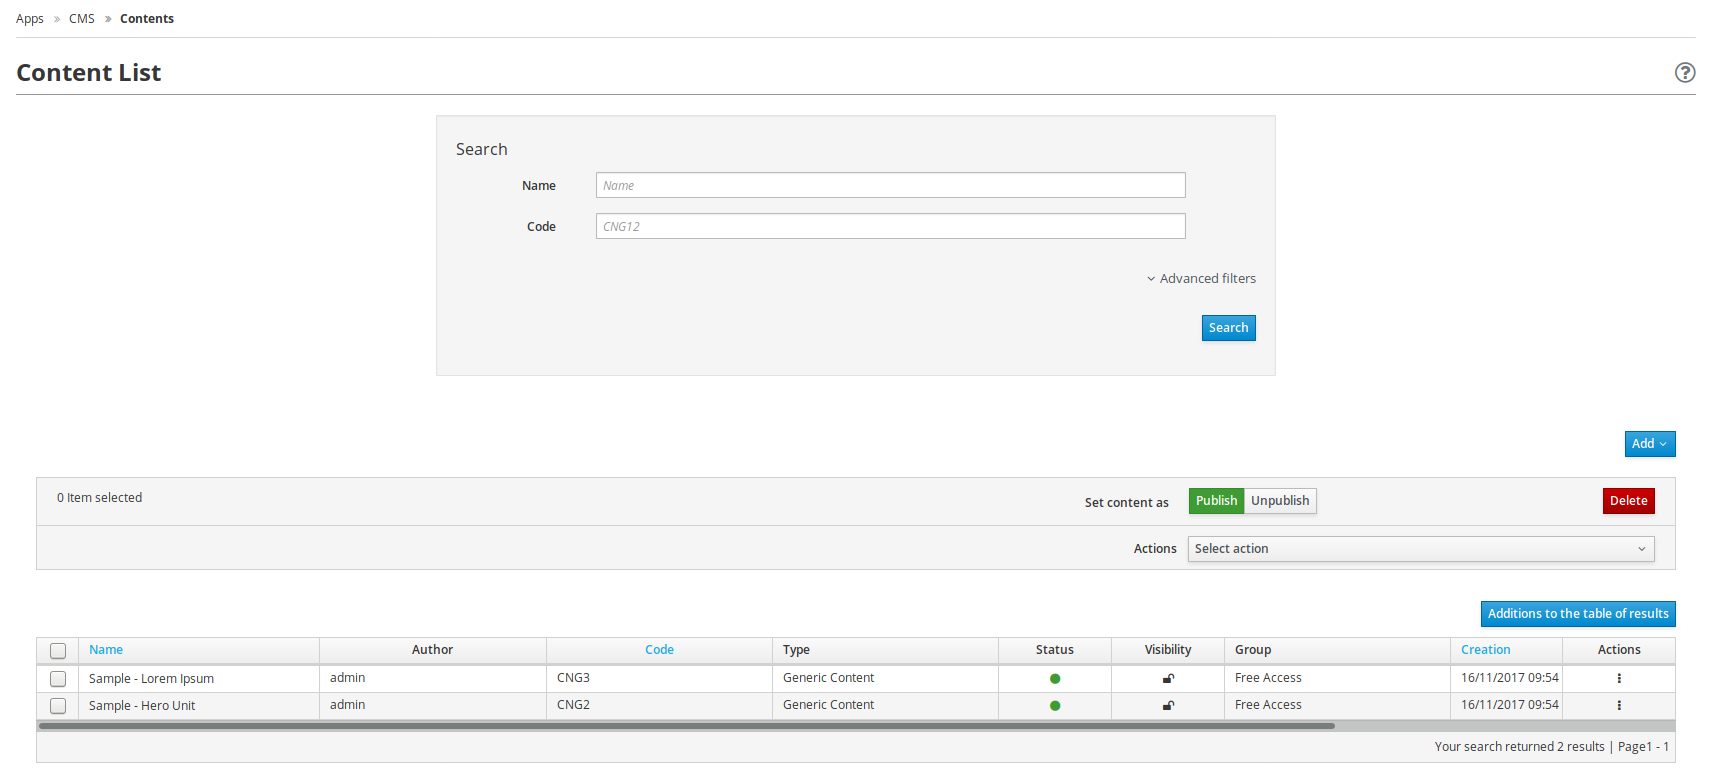 Apps » CMS » Contents
Content List
Search
Name Name
Code CNG12
Advanced filters
Search
Add
0 Item selected Set content as Publish Unpublish Delete
Actions Select action
Additions to the table of results
Name Author Code Type Status Visibility Group Creation Actions
Sample - Lorem Ipsum admin CNG3 Generic Content Free Access 16/11/2017 09:54
Sample - Hero Unit admin CNG2 Generic Content Free Access 16/11/2017 09:54
Your search returned 2 results | Page1 - 1